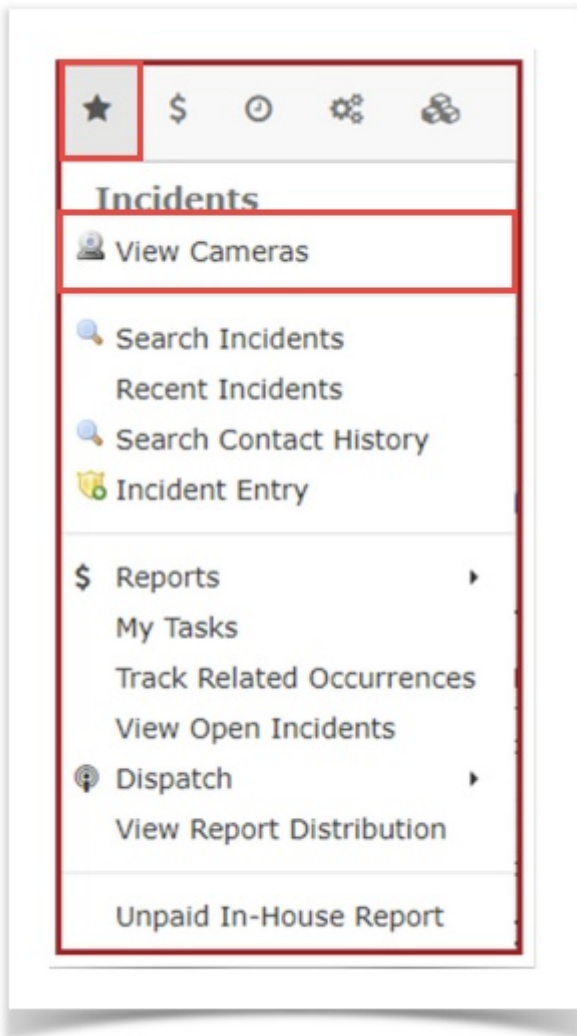 $
Incidents
View Cameras
Search Incidents
Recent Incidents
Search Contact History
Incident Entry
$ Reports
My Tasks
Track Related Occurrences
View Open Incidents
Dispatch
View Report Distribution
Unpaid In-House Report